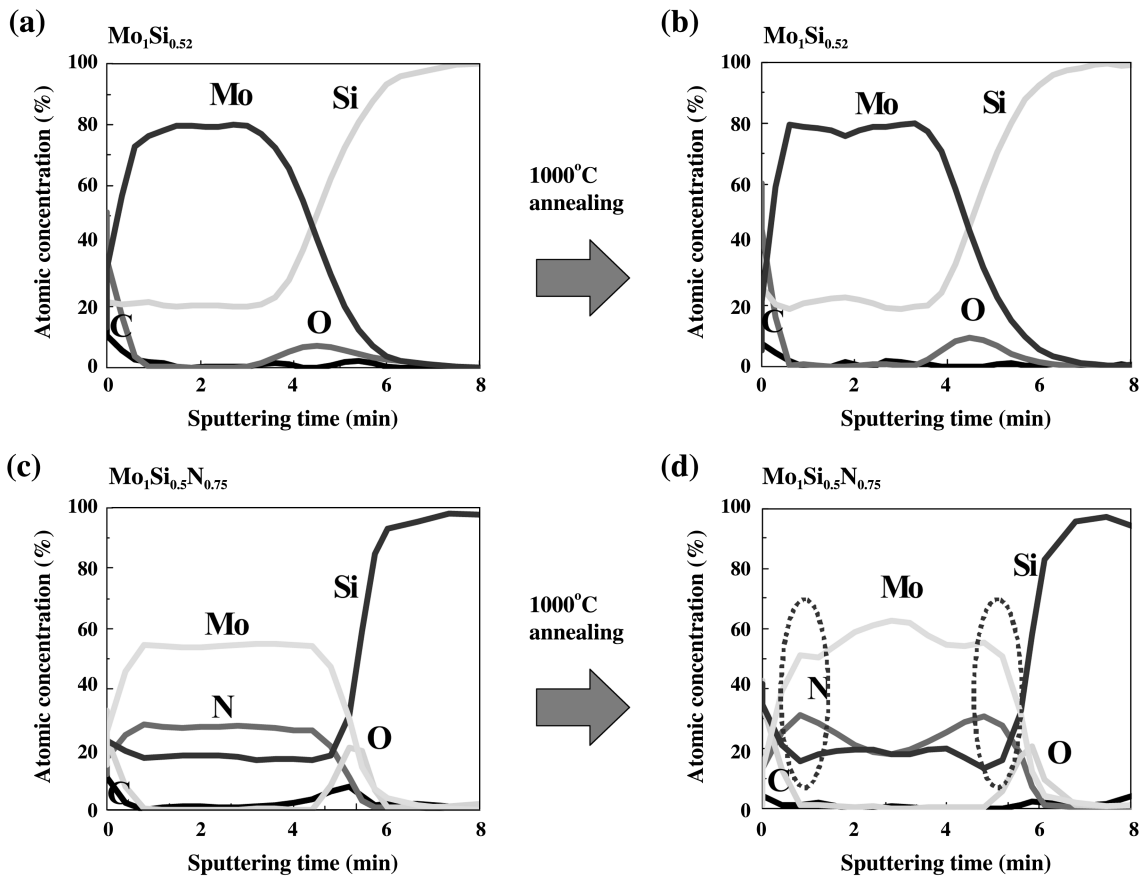 (a)
Mo₁Si₀.₅₂
Atomic concentration (%)
100
80
60
40
20
0
Mo
Si
C
O
0 2 4 6 8
Sputtering time (min)
1000°C
annealing
(b)
Mo₁Si₀.₅₂
Atomic concentration (%)
100
80
60
40
20
0
Mo
Si
C
O
0 2 4 6 8
Sputtering time (min)
(c)
Mo₁Si₀.₅N₀.₇₅
Atomic concentration (%)
100
80
60
40
20
0
Si
Mo
N
O
C
0 2 4 6 8
Sputtering time (min)
1000°C
annealing
(d)
Mo₁Si₀.₅N₀.₇₅
Atomic concentration (%)
100
80
60
40
20
0
Si
Mo
N
O
C
0 2 4 6 8
Sputtering time (min)